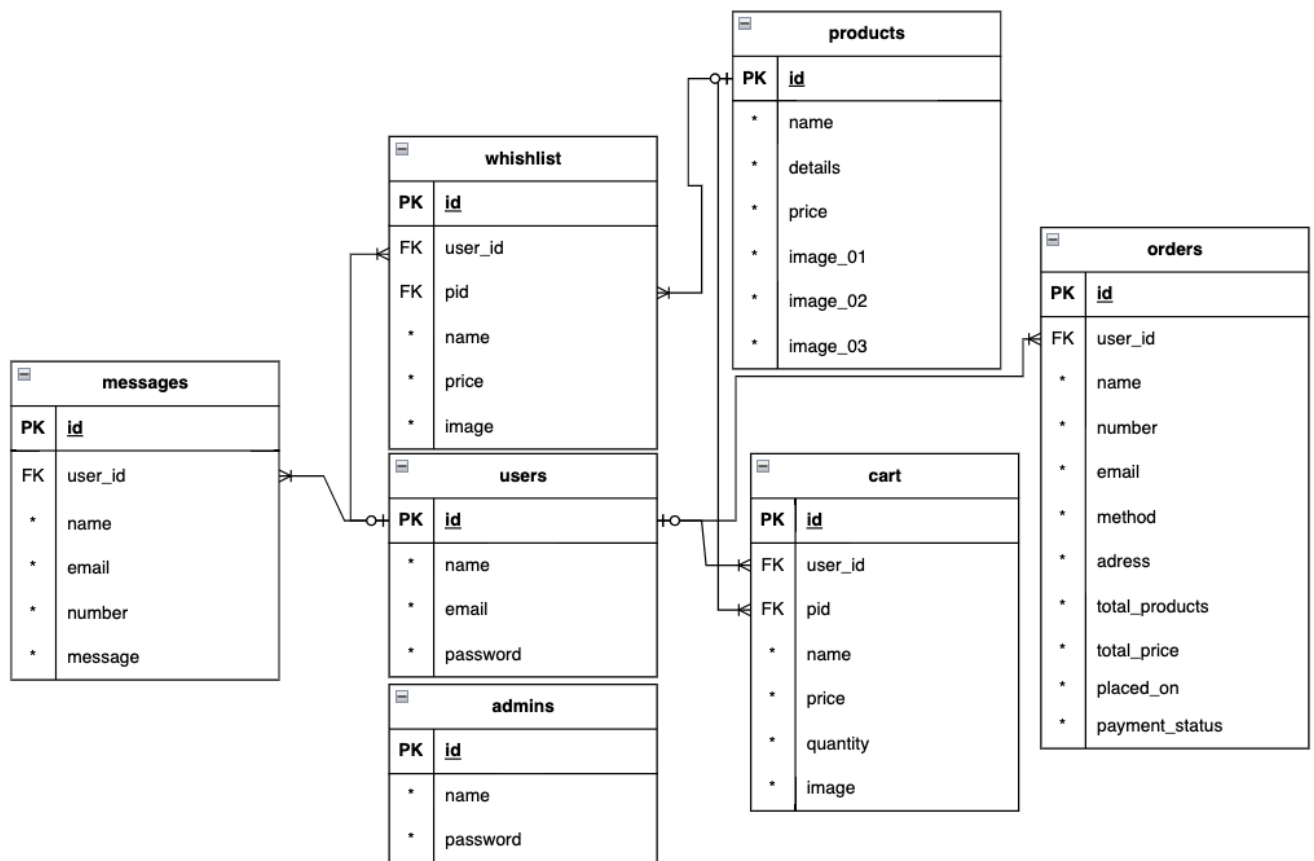 products
PK id
* name
* details
* price
* image_01
* image_02
* image_03
whishlist
PK id
FK user_id
FK pid
* name
* price
* image
orders
PK id
FK user_id
* name
* number
* email
* method
* adress
* total_products
* total_price
* placed_on
* payment_status
messages
PK id
FK user_id
* name
* email
* number
* message
users
PK id
* name
* email
* password
cart
PK id
FK user_id
FK pid
* name
* price
* quantity
* image
admins
PK id
* name
* password